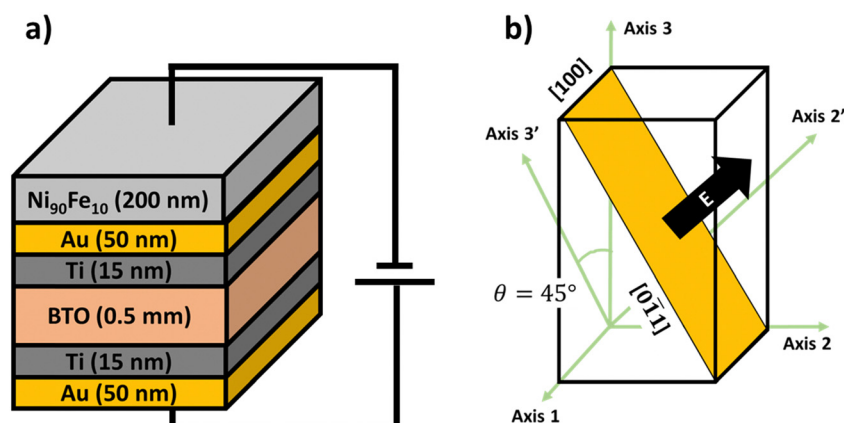 a)
Ni₉₀Fe₁₀ (200 nm)
Au (50 nm)
Ti (15 nm)
BTO (0.5 mm)
Ti (15 nm)
Au (50 nm)
b)
Axis 3
[100]
Axis 3’
Axis 2’
E
θ = 45°
[01̅1̅]
Axis 2
Axis 1